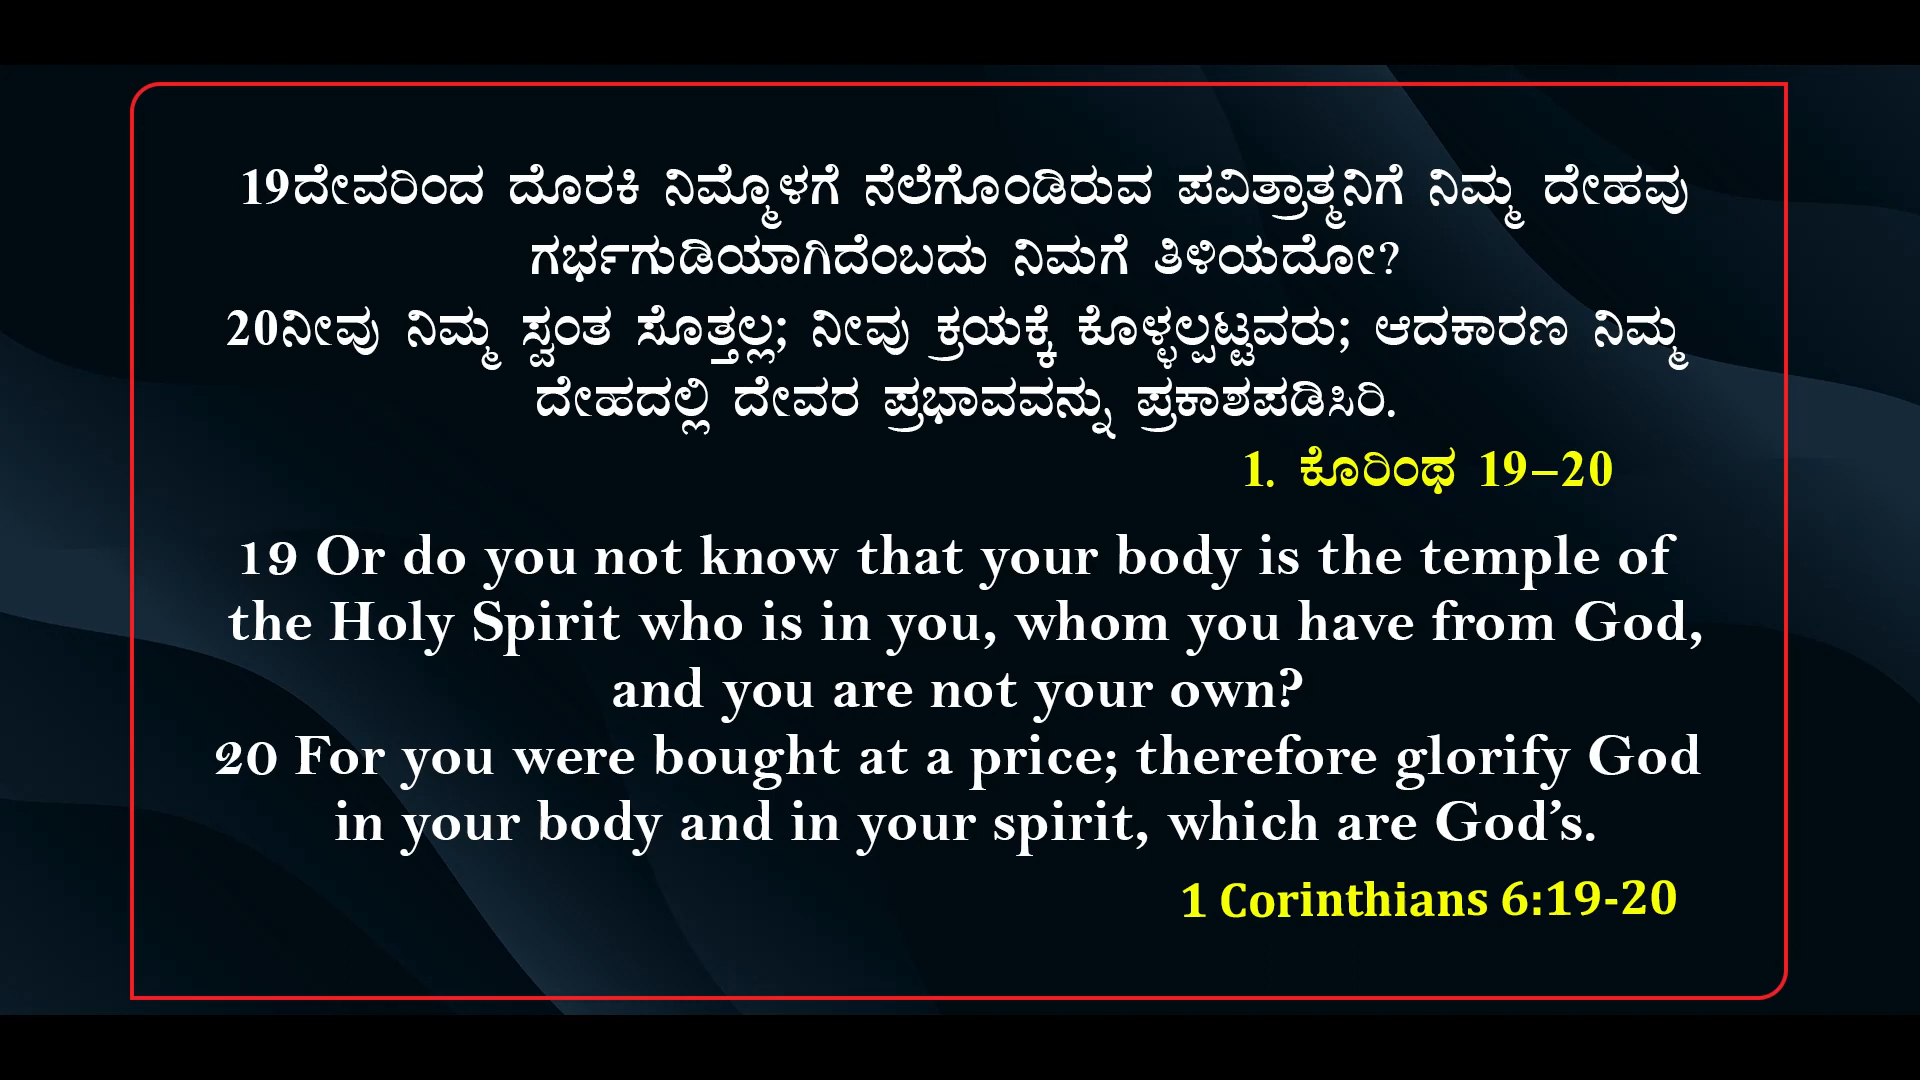 19ದೇವರಿಂದ ದೊರಕಿ ನಿಮ್ಮೊಳಗೆ ನೆಲೆಗೊಂಡಿರುವ ಪವಿತ್ರಾತ್ಮನಿಗೆ ನಿಮ್ಮ ದೇಹವು
ಗರ್ಭಗುಡಿಯಾಗಿದೆಂಬದು ನಿಮಗೆ ತಿಳಿಯದೋ?
20ನೀವು ನಿಮ್ಮ ಸ್ವಂತ ಸೊತ್ತಲ್ಲ; ನೀವು ಕ್ರಯಕ್ಕೆ ಕೊಳ್ಳಲ್ಪಟ್ಟವರು; ಆದಕಾರಣ ನಿಮ್ಮ
ದೇಹದಲ್ಲಿ ದೇವರ ಪ್ರಭಾವವನ್ನು ಪ್ರಕಾಶಪಡಿಸಿರಿ.
1. ಕೊರಿಂಥ 19-20
19 Or do you not know that your body is the temple of
the Holy Spirit who is in you, whom you have from God,
and you are not your own?
20 For you were bought at a price; therefore glorify God
in your body and in your spirit, which are God’s.
1 Corinthians 6:19-20